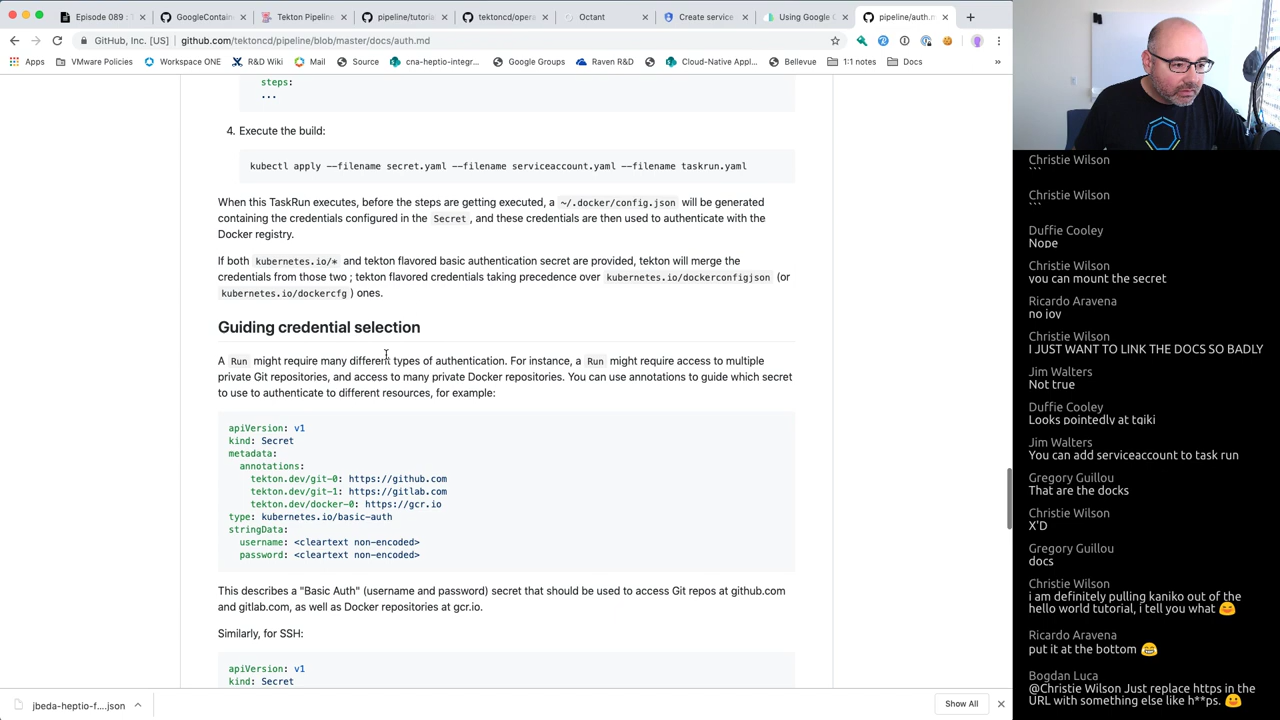 Episode 089 : T
GoogleContain
Tekton Pipeline
pipeline/tutoria
tektoncd/opera
Octant
Create service
Using Google C
pipeline/auth.m
GitHub, Inc. [US]
github.com/tektoncd/pipeline/blob/master/docs/auth.md
Apps
VMware Policies
Workspace ONE
R&D Wiki
Mail
Source
cna-heptio-integr...
Google Groups
Raven R&D
Cloud-Native App...
Bellevue
1:1 notes
Docs
steps:
...
4. Execute the build:
kubectl apply --filename secret.yaml --filename serviceaccount.yaml --filename taskrun.yaml
When this TaskRun executes, before the steps are getting executed, a ~/.docker/config.json will be generated
containing the credentials configured in the Secret , and these credentials are then used to authenticate with the
Docker registry.
If both kubernetes.io/* and tekton flavored basic authentication secret are provided, tekton will merge the
credentials from those two ; tekton flavored credentials taking precedence over kubernetes.io/dockerconfigjson (or
kubernetes.io/dockercfg ) ones.
Guiding credential selection
A Run might require many different types of authentication. For instance, a Run might require access to multiple
private Git repositories, and access to many private Docker repositories. You can use annotations to guide which secret
to use to authenticate to different resources, for example:
apiVersion: v1
kind: Secret
metadata:
annotations:
tekton.dev/git-0: https://github.com
tekton.dev/git-1: https://gitlab.com
tekton.dev/docker-0: https://gcr.io
type: kubernetes.io/basic-auth
stringData:
username: <cleartext non-encoded>
password: <cleartext non-encoded>
This describes a "Basic Auth" (username and password) secret that should be used to access Git repos at github.com
and gitlab.com, as well as Docker repositories at gcr.io.
Similarly, for SSH:
apiVersion: v1
kind: Secret
jbeda-heptio-f....json
Show All
Christie Wilson
```
Christie Wilson
```
Duffie Cooley
Nope
Christie Wilson
you can mount the secret
Ricardo Aravena
no joy
Christie Wilson
I JUST WANT TO LINK THE DOCS SO BADLY
Jim Walters
Not true
Duffie Cooley
Looks pointedly at tgiki
Jim Walters
You can add serviceaccount to task run
Gregory Guillou
That are the docks
Christie Wilson
X'D
Gregory Guillou
docs
Christie Wilson
i am definitely pulling kaniko out of the
hello world tutorial, i tell you what 😄
Ricardo Aravena
put it at the bottom 😂
Bogdan Luca
@Christie Wilson Just replace https in the
URL with something else like h**ps. 😛